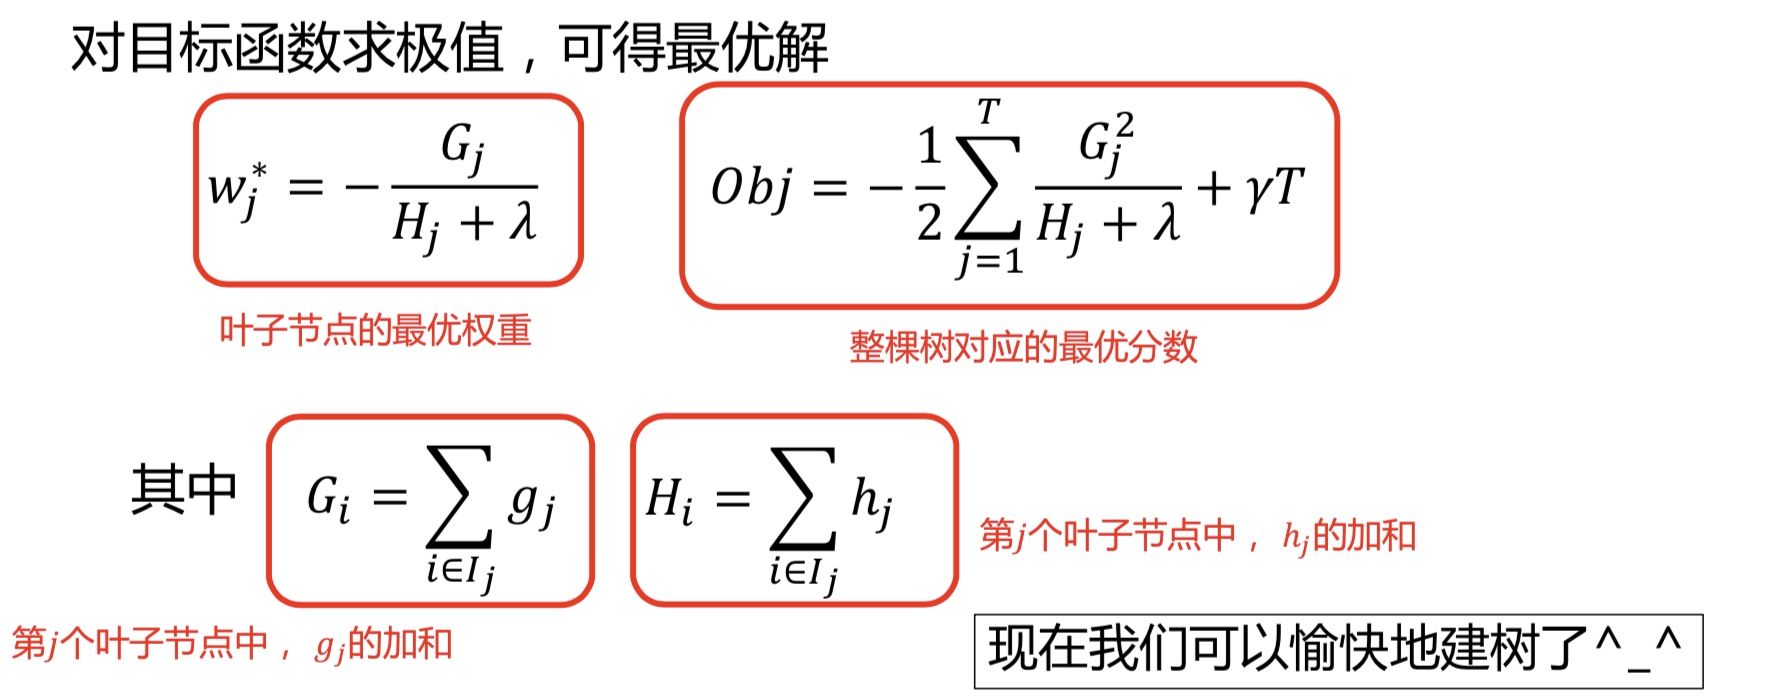 对目标函数求极值，可得最优解
$w_j^* = -\frac{G_j}{H_j + \lambda}$
$Obj = -\frac{1}{2}\sum_{j=1}^{T}\frac{G_j^2}{H_j + \lambda} + \gamma T$
叶子节点的最优权重
整棵树对应的最优分数
其中 $G_i = \sum_{i \in I_j} g_j$ $H_i = \sum_{i \in I_j} h_j$
第$j$个叶子节点中， $h_j$的加和
第$j$个叶子节点中， $g_j$的加和
现在我们可以愉快地建树了^_^